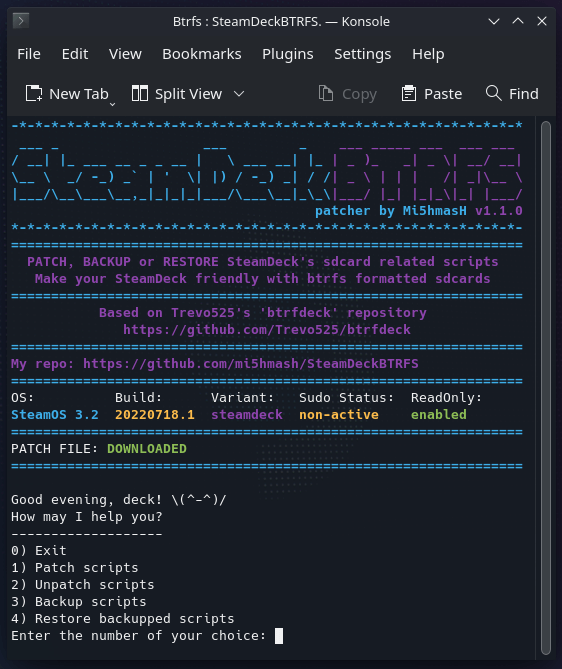 Btrfs : SteamDeckBTRFS. — Konsole
File Edit View Bookmarks Plugins Settings Help
New Tab Split View Copy Paste Find
-*-*-*-*-*-*-*-*-*-*-*-*-*-*-*-*-*-*-*-*-*-*-*-*-*-*-*-*-*-*-*-*
SteamDeckBTRFS
patcher by Mi5hmasH v1.1.0
-*-*-*-*-*-*-*-*-*-*-*-*-*-*-*-*-*-*-*-*-*-*-*-*-*-*-*-*-*-*-*-*-
================================================================
PATCH, BACKUP or RESTORE SteamDeck's sdcard related scripts
Make your SteamDeck friendly with btrfs formatted sdcards
================================================================
Based on Trevo525's 'btrfdeck' repository
https://github.com/Trevo525/btrfdeck
================================================================
My repo: https://github.com/mi5hmash/SteamDeckBTRFS
================================================================
OS: Build: Variant: Sudo Status: ReadOnly:
SteamOS 3.2 20220718.1 steamdeck non-active enabled
================================================================
PATCH FILE: DOWNLOADED
================================================================
Good evening, deck! \(^-^)/
How may I help you?
-------------------
0) Exit
1) Patch scripts
2) Unpatch scripts
3) Backup scripts
4) Restore backupped scripts
Enter the number of your choice: